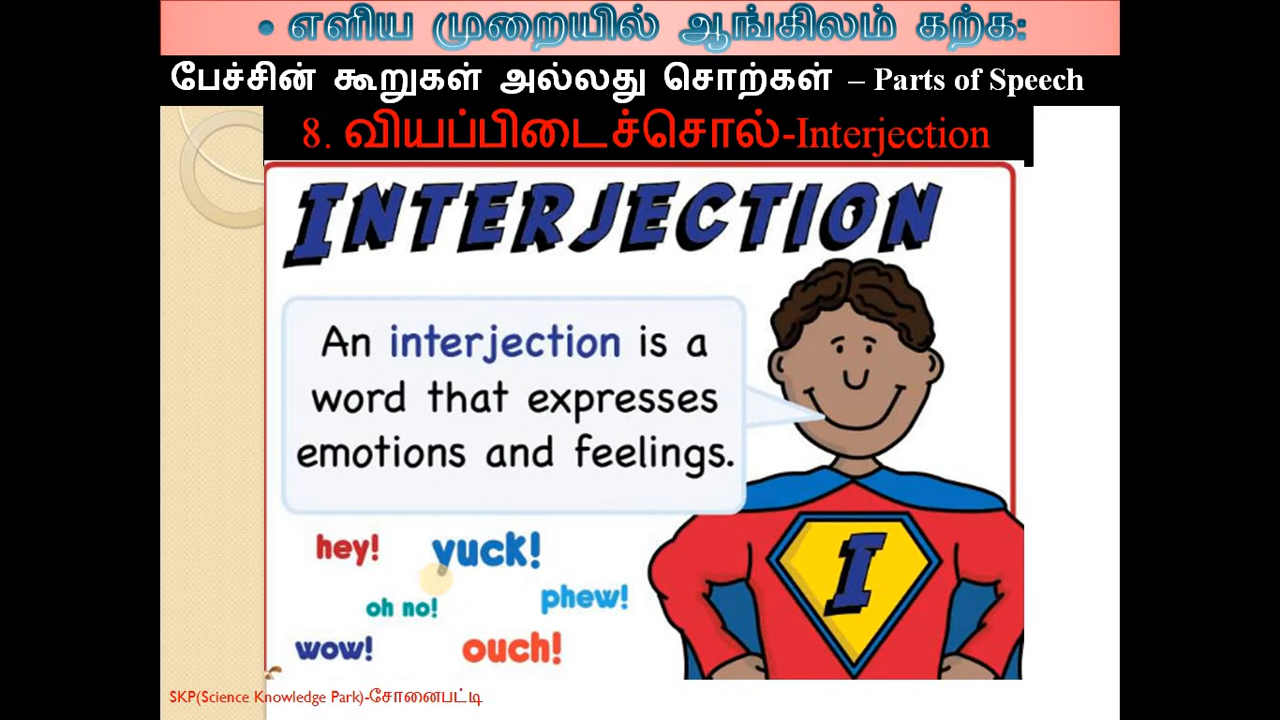 • எளிய முறையில் ஆங்கிலம் கற்க:
பேச்சின் கூறுகள் அல்லது சொற்கள் – Parts of Speech
8. வியப்பிடைச்சொல்-Interjection
INTERJECTION
An interjection is a
word that expresses
emotions and feelings.
hey! yuck!
oh no! phew!
wow! ouch!
I
SKP(Science Knowledge Park)-சோனைபட்டி